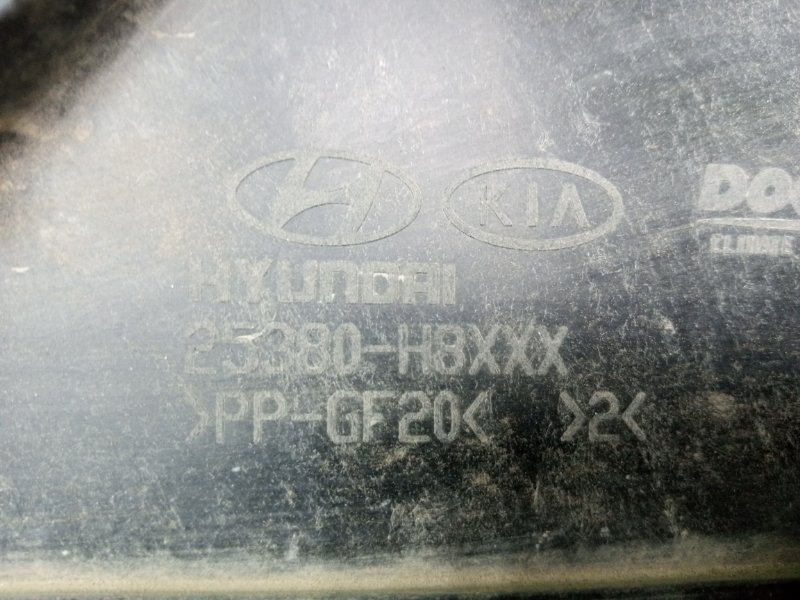 KIA
HYUNDAI
25380-H8XXX
>PP-GF20< >2<